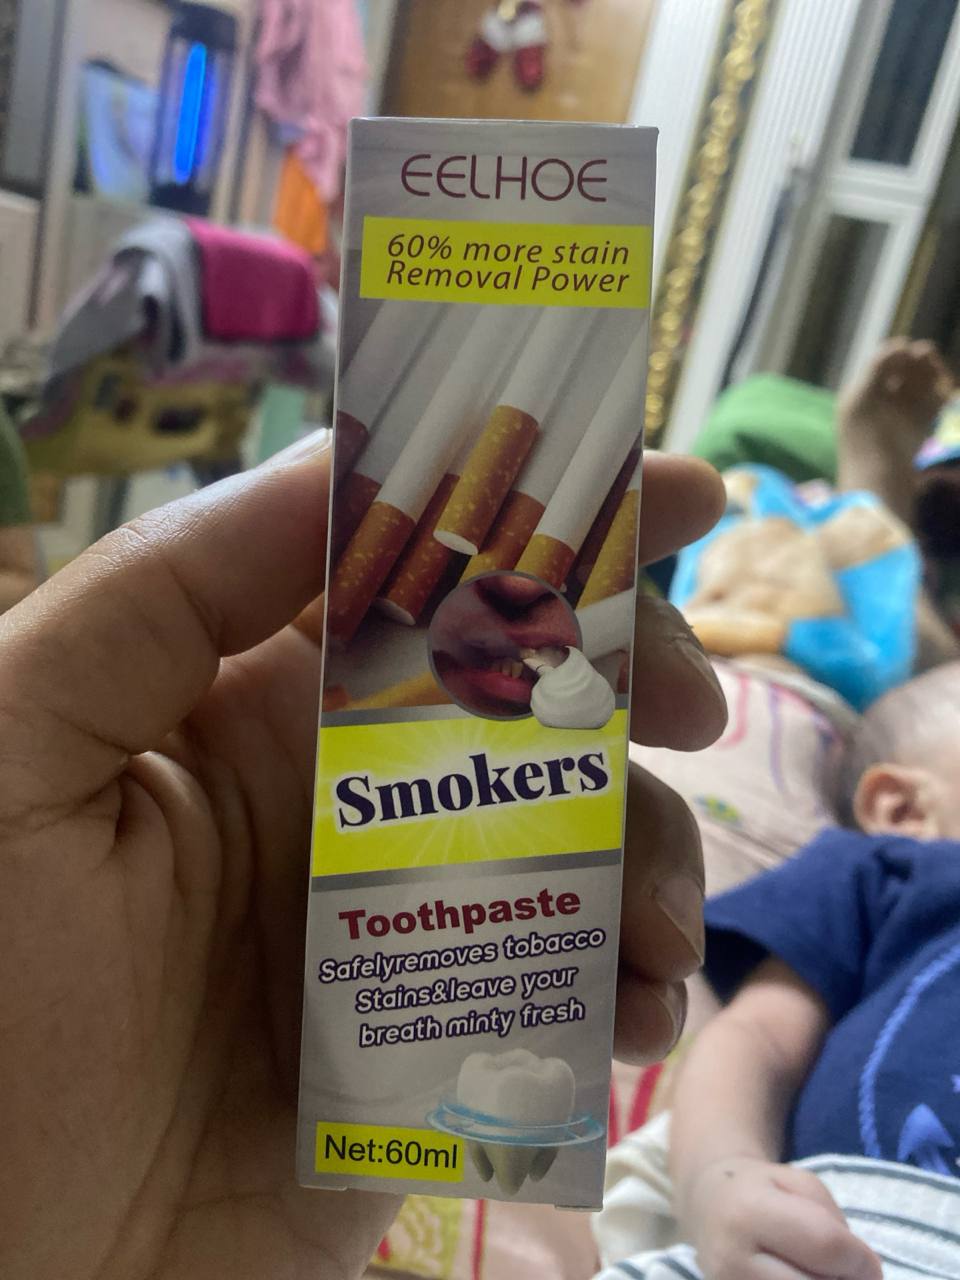 EELHOE
60% more stain
Removal Power
Smokers
Toothpaste
Safelyremoves tobacco
Stains&leave your
breath minty fresh
Net:60ml